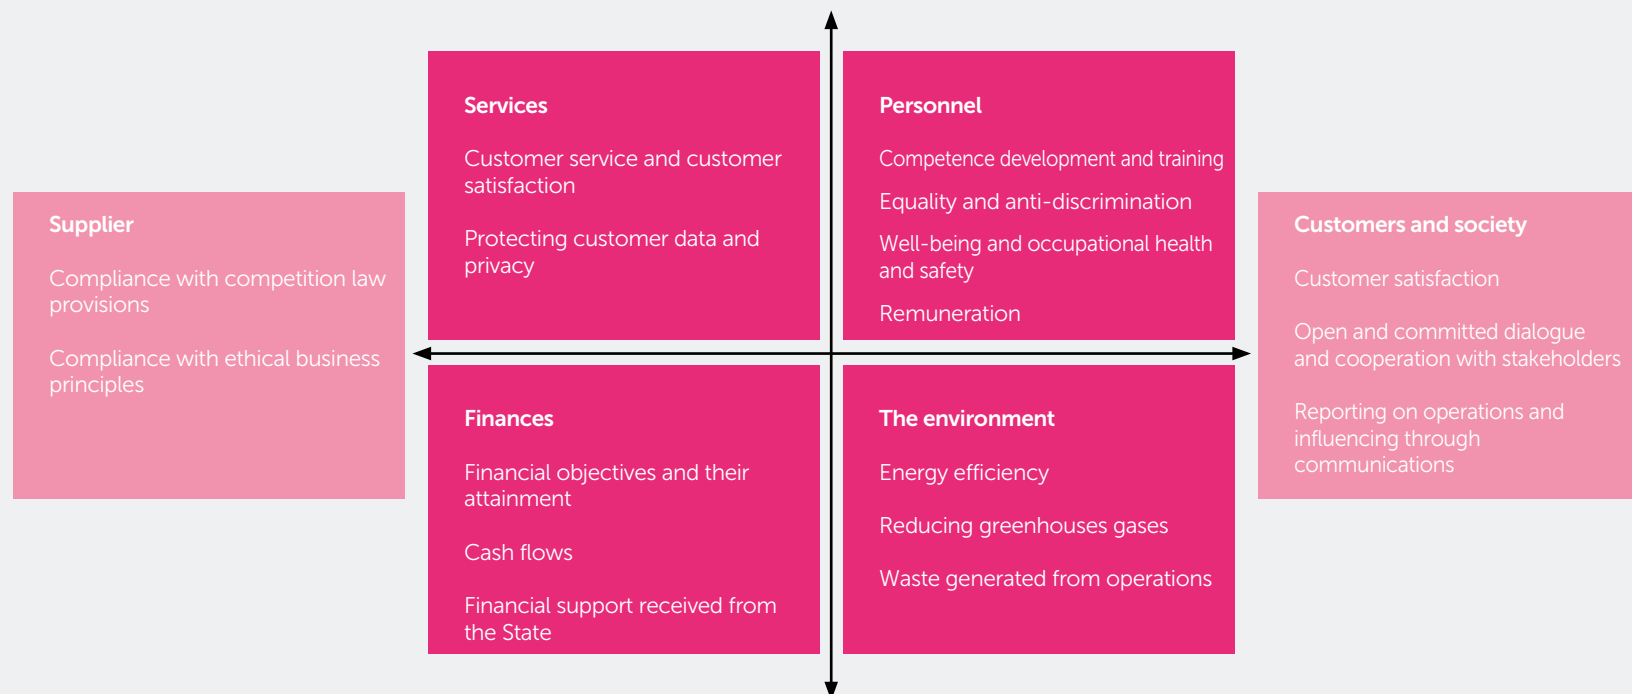 Supplier
Compliance with competition law
provisions
Compliance with ethical business
principles
Services
Customer service and customer
satisfaction
Protecting customer data and
privacy
Personnel
Competence development and training
Equality and anti-discrimination
Well-being and occupational health
and safety
Remuneration
Finances
Financial objectives and their
attainment
Cash flows
Financial support received from
the State
The environment
Energy efficiency
Reducing greenhouses gases
Waste generated from operations
Customers and society
Customer satisfaction
Open and committed dialogue
and cooperation with stakeholders
Reporting on operations and
influencing through
communications